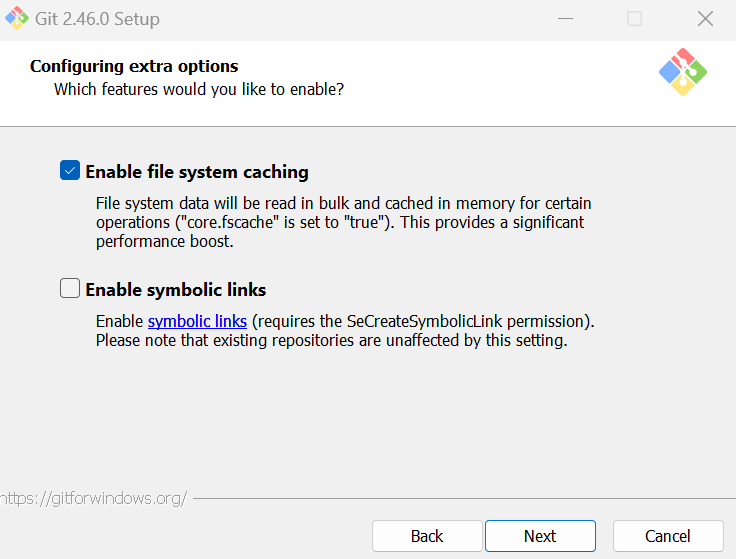 Git 2.46.0 Setup
Configuring extra options
Which features would you like to enable?
Enable file system caching
File system data will be read in bulk and cached in memory for certain
operations ("core.fscache" is set to "true"). This provides a significant
performance boost.
Enable symbolic links
Enable symbolic links (requires the SeCreateSymbolicLink permission).
Please note that existing repositories are unaffected by this setting.
https://gitforwindows.org/
Back
Next
Cancel